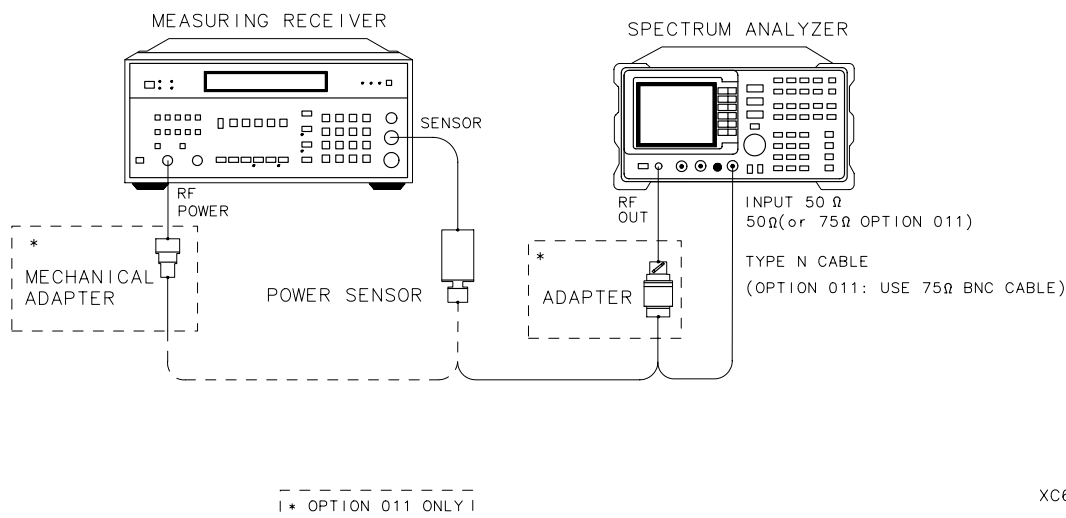 MEASURING RECEIVER
SPECTRUM ANALYZER
SENSOR
RF
POWER
RF
OUT
INPUT 50 Ω
50Ω(or 75Ω OPTION 011)
*
MECHANICAL
ADAPTER
POWER SENSOR
*
ADAPTER
TYPE N CABLE
(OPTION 011: USE 75Ω BNC CABLE)
* OPTION 011 ONLY
XC6